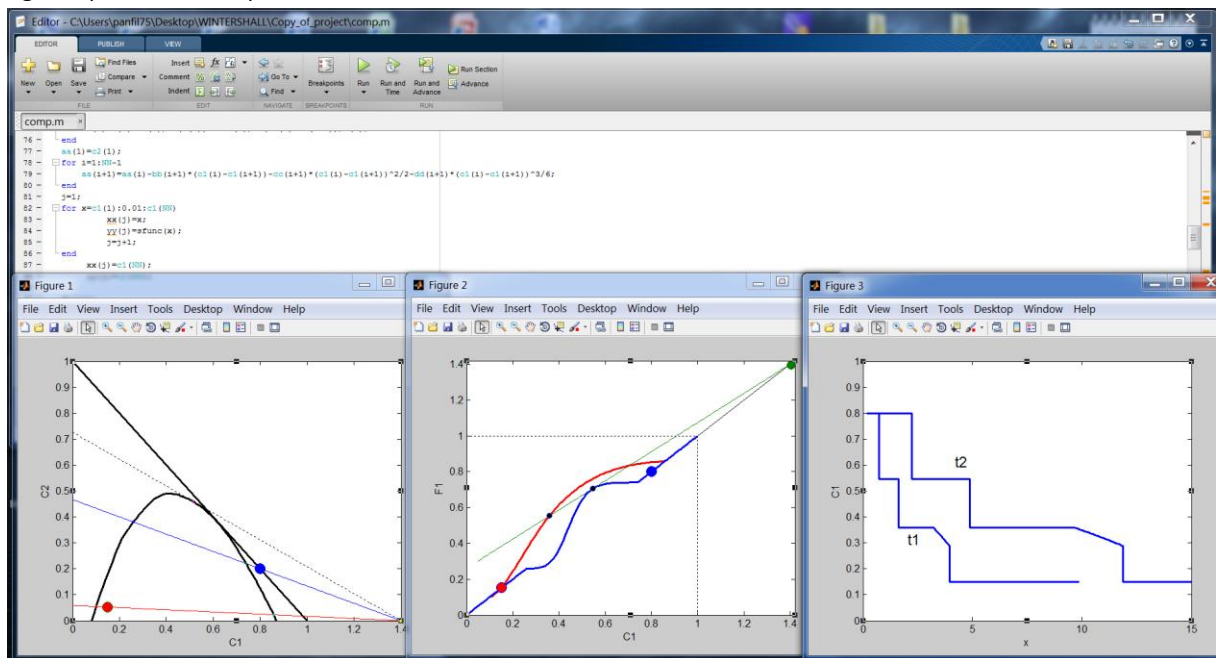 Editor - C:\Users\panfil75\Desktop\WINTERSHALL\Copy_of_project\comp.m
EDITOR PUBLISH VIEW
New Open Save Find Files Compare Print Insert Comment Indent fx Go To Find Breakpoints Run Run and Time Run and Advance Run Section Advance
FILE EDIT NAVIGATE BREAKPOINTS RUN
comp.m
76 - end
77 - aa(1)=c2(1);
78 - for i=1:NN-1
79 - aa(i+1)=aa(i)-bb(i+1)*(c1(i)-c1(i+1))-cc(i+1)*(c1(i)-c1(i+1))^2/2-dd(i+1)*(c1(i)-c1(i+1))^3/6;
80 - end
81 - j=1;
82 - for x=c1(1):0.01:c1(NN)
83 - xx(j)=x;
84 - yy(j)=sfunc(x);
85 - j=j+1;
86 - end
87 - xx(j)=c1(NN);
Figure 1
File Edit View Insert Tools Desktop Window Help
1
0.9
0.8
0.7
0.6
0.5
0.4
0.3
0.2
0.1
0
C2
0 0.2 0.4 0.6 0.8 1 1.2 1.4
C1
Figure 2
File Edit View Insert Tools Desktop Window Help
1.4
1.2
1
0.8
0.6
0.4
0.2
0
F1
0 0.2 0.4 0.6 0.8 1 1.2 1.4
C1
Figure 3
File Edit View Insert Tools Desktop Window Help
1
0.9
0.8
0.7
0.6
0.5
0.4
0.3
0.2
0.1
0
C1
t2
t1
0 5 10 15
x